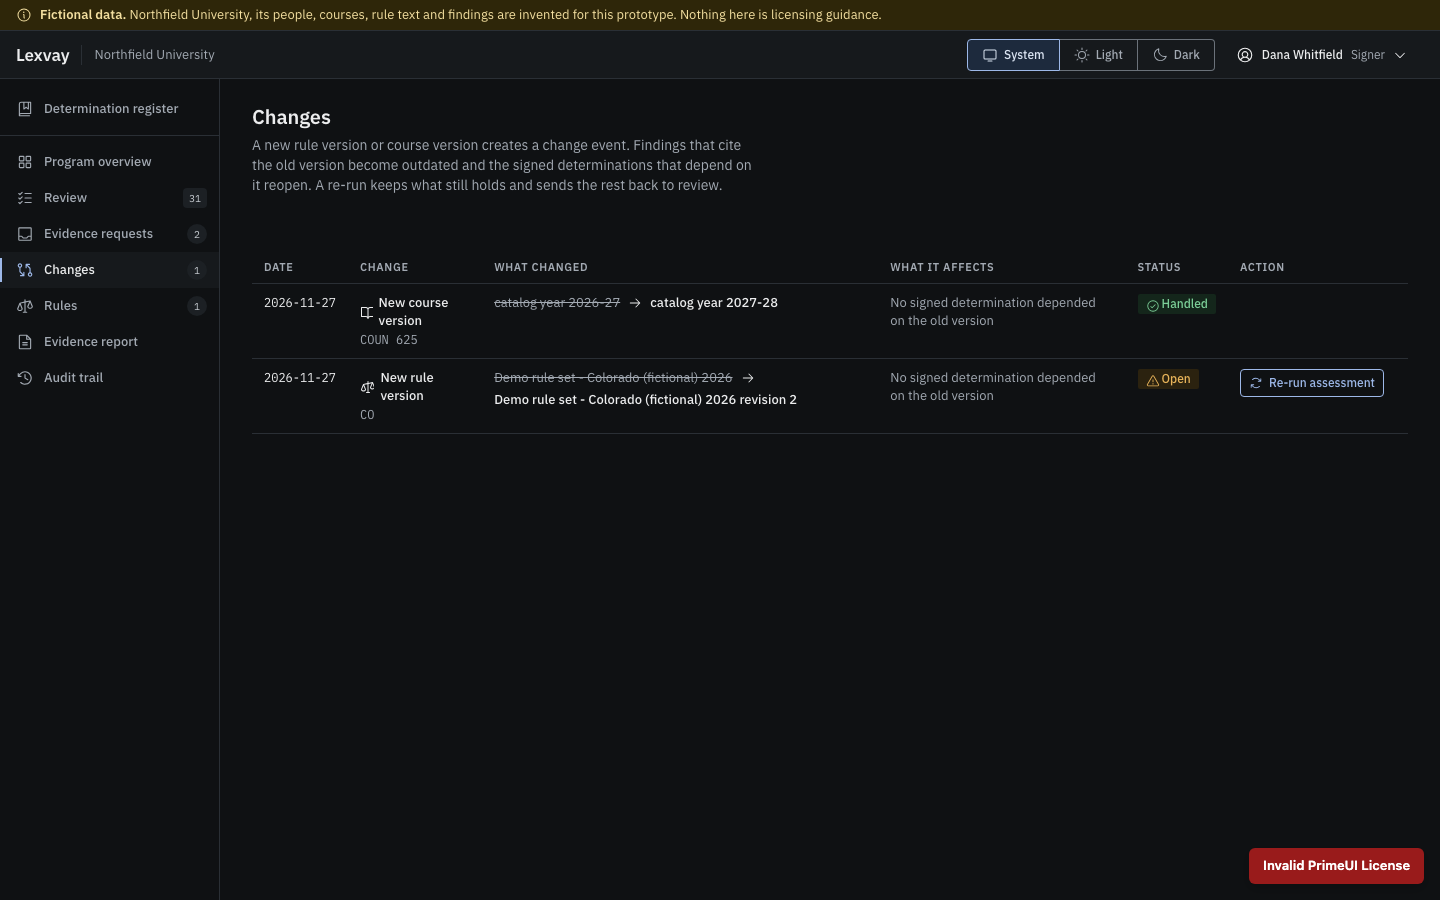 Fictional data. Northfield University, its people, courses, rule text and findings are invented for this prototype. Nothing here is licensing guidance.
Lexvay
Northfield University
System
Light
Dark
Dana Whitfield Signer
Determination register
Program overview
Review 31
Evidence requests 2
Changes 1
Rules 1
Evidence report
Audit trail
Changes
A new rule version or course version creates a change event. Findings that cite
the old version become outdated and the signed determinations that depend on
it reopen. A re-run keeps what still holds and sends the rest back to review.
DATE CHANGE WHAT CHANGED WHAT IT AFFECTS STATUS ACTION
2026-11-27
New course
version
COUN 625
catalog year 2026-27 → catalog year 2027-28
No signed determination depended
on the old version
Handled
2026-11-27
New rule
version
CO
Demo rule set - Colorado (fictional) 2026 →
Demo rule set - Colorado (fictional) 2026 revision 2
No signed determination depended
on the old version
Open
Re-run assessment
Invalid PrimeUI License